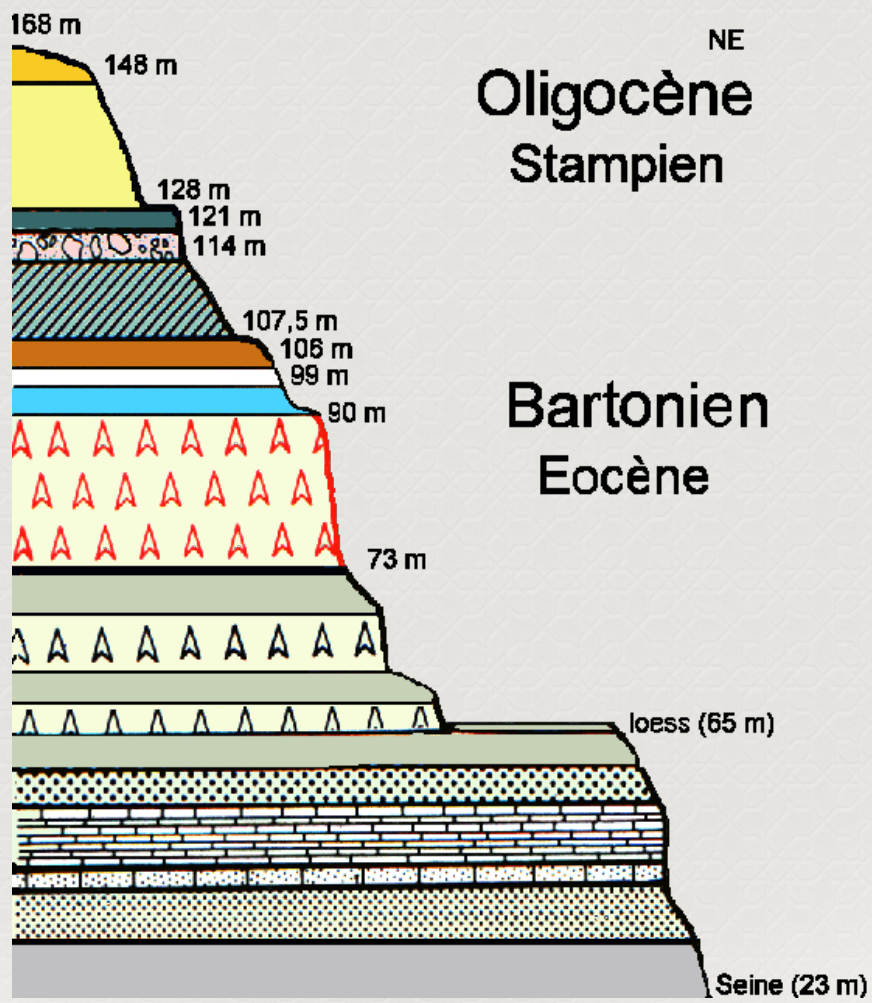 168 m
NE
148 m
Oligocène
Stampien
128 m
121 m
114 m
107,5 m
106 m
99 m
Bartonien
90 m
Eocène
73 m
loess (65 m)
Seine (23 m)